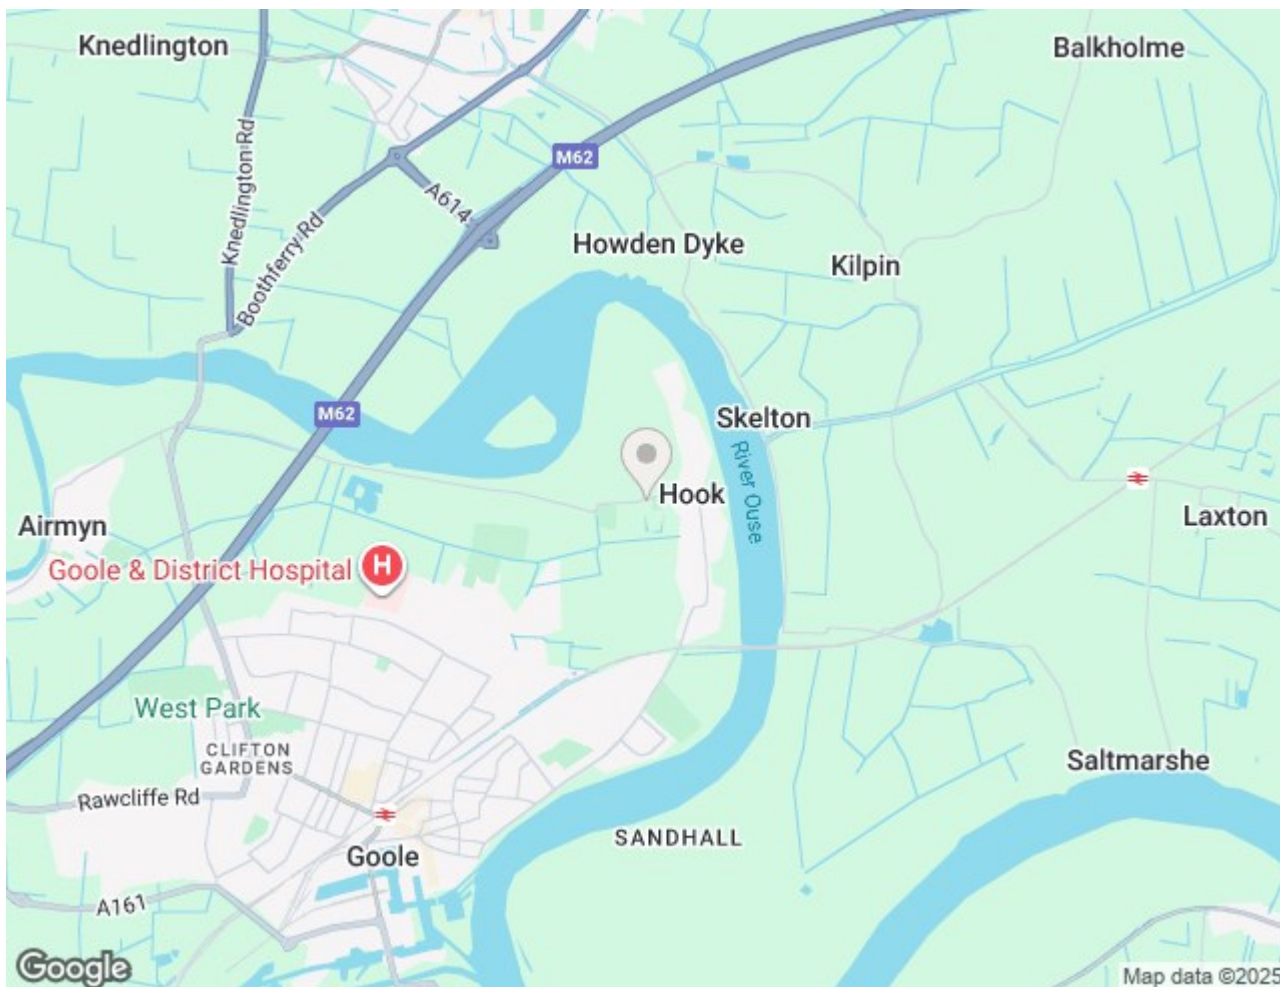 Knedlington
Balkholme
Knedlington Rd
M62
A614
Boothferry Rd
Howden Dyke
Kilpin
M62
Skelton
River Ouse
Hook
Laxton
Airmyn
Goole & District Hospital
H
West Park
CLIFTON
GARDENS
Saltmarshe
Rawcliffe Rd
SANDHALL
Goole
A161
Google
Map data ©2025